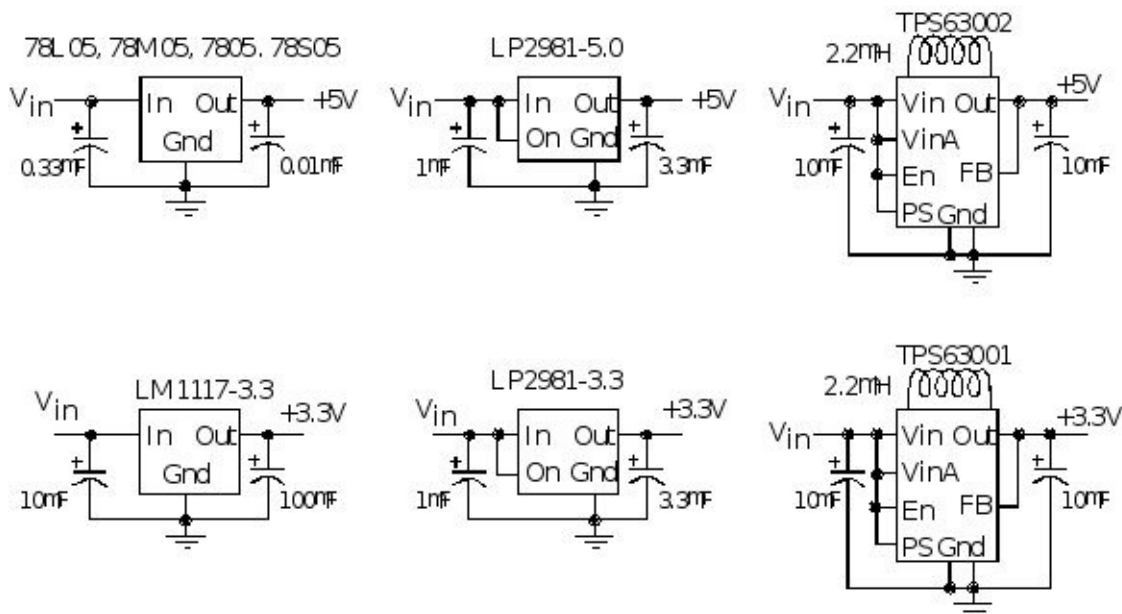 78L05, 78M05, 7805. 78S05
Vin
In Out
Gnd
+5V
0.33mF
0.01mF
LP2981-5.0
Vin
In Out
On Gnd
+5V
1mF
3.3mF
TPS63002
2.2mH
Vin
Vin Out
+5V
VinA
En FB
PS Gnd
10mF
10mF
LM1117-3.3
Vin
In Out
Gnd
+3.3V
10mF
100mF
LP2981-3.3
Vin
In Out
On Gnd
+3.3V
1mF
3.3mF
TPS63001
2.2mH
Vin
Vin Out
+3.3V
VinA
En FB
PS Gnd
10mF
10mF